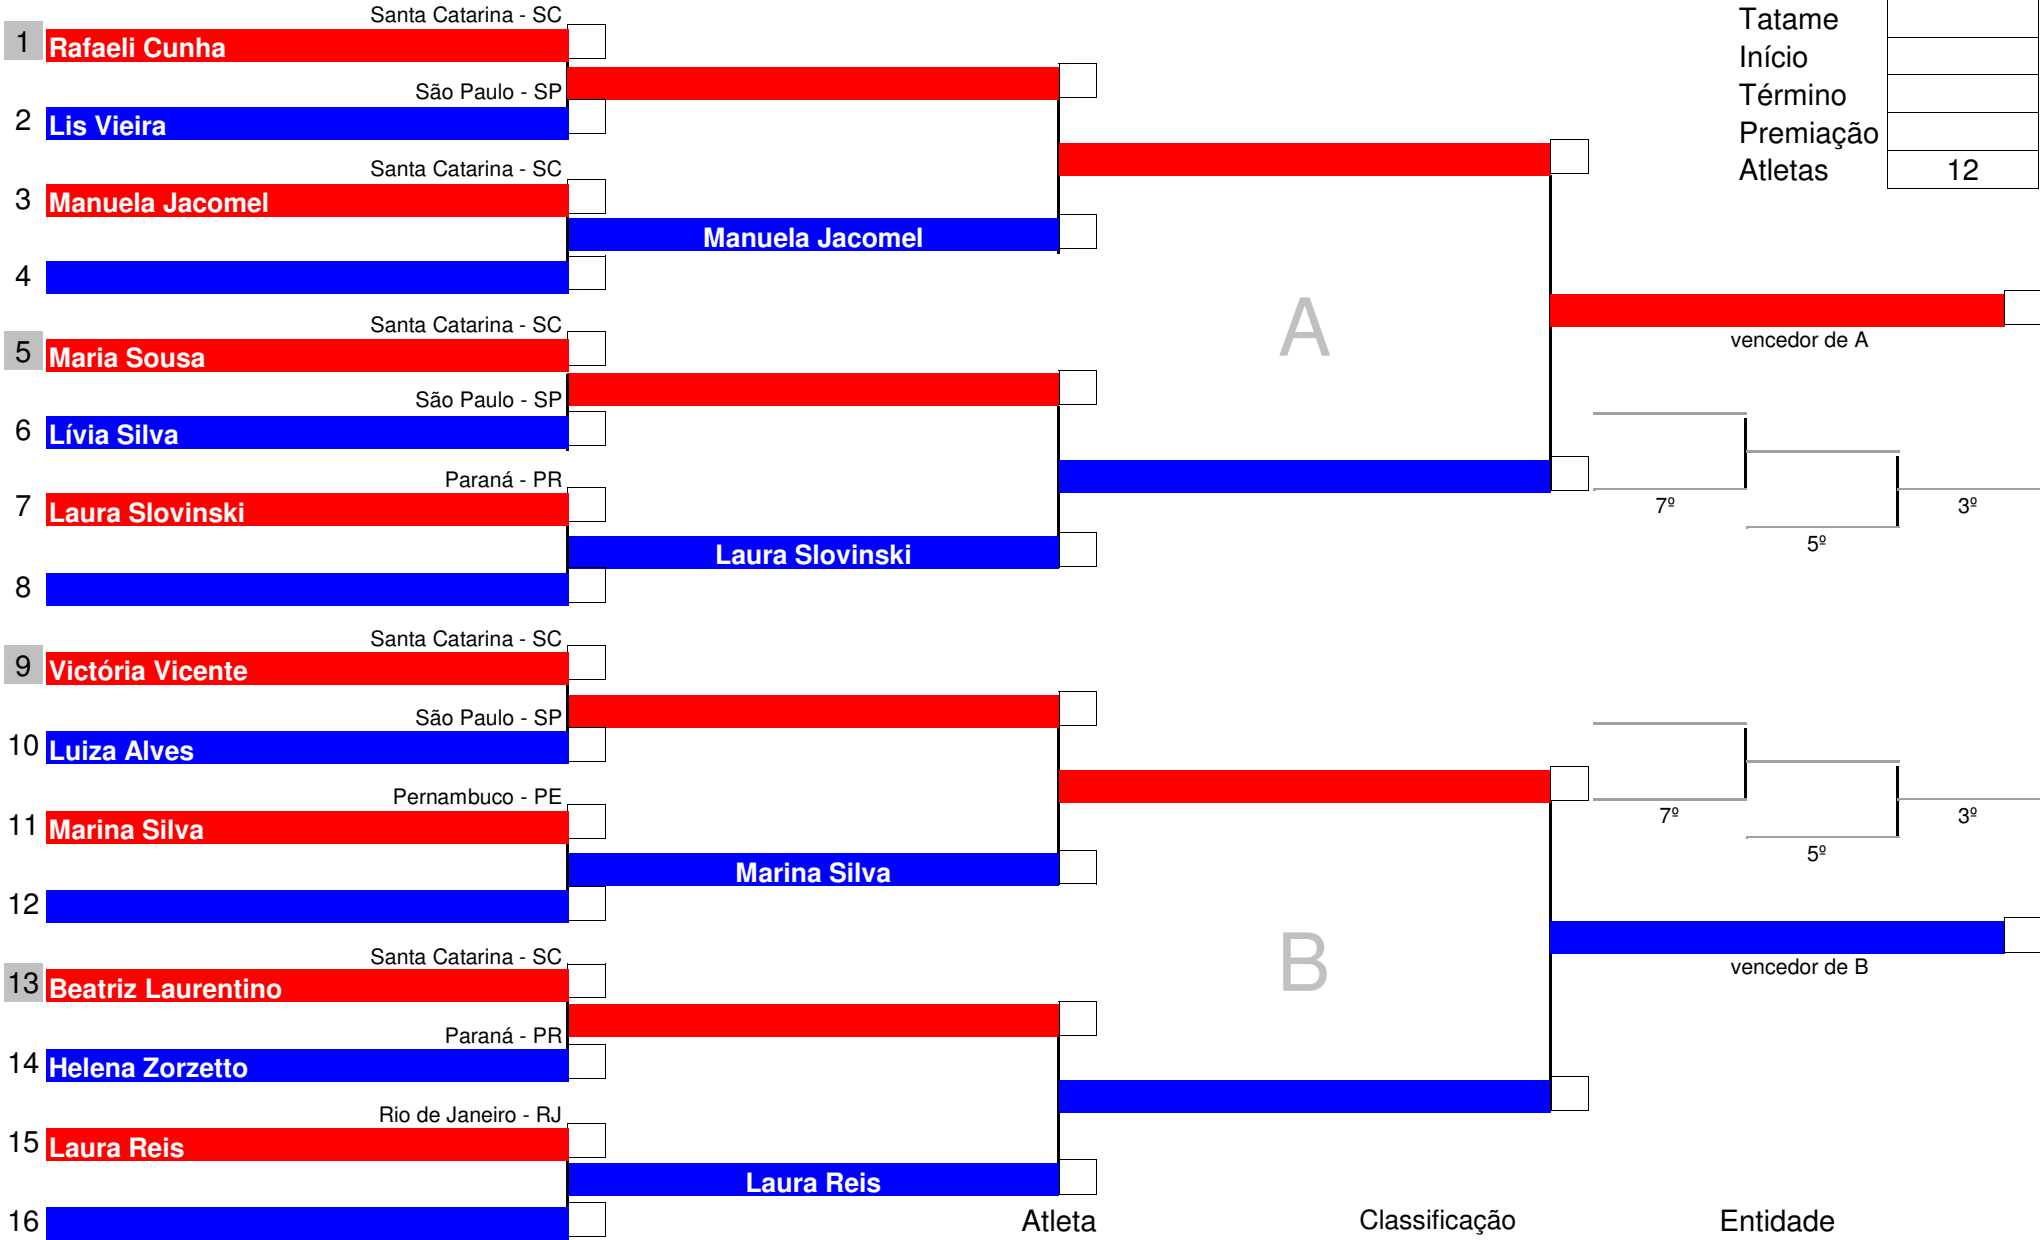 Santa Catarina - SC
1 Rafaeli Cunha
São Paulo - SP
2 Lis Vieira
Santa Catarina - SC
3 Manuela Jacomel
Manuela Jacomel
4
Santa Catarina - SC
5 Maria Sousa
São Paulo - SP
6 Lívia Silva
Paraná - PR
7 Laura Slovinski
Laura Slovinski
8
Santa Catarina - SC
9 Victória Vicente
São Paulo - SP
10 Luiza Alves
Pernambuco - PE
11 Marina Silva
Marina Silva
12
Santa Catarina - SC
13 Beatriz Laurentino
Paraná - PR
14 Helena Zorzetto
Rio de Janeiro - RJ
15 Laura Reis
Laura Reis
16
A
B
Tatame
Início
Término
Premiação
Atletas 12
vencedor de A
7º
3º
5º
7º
3º
5º
vencedor de B
Atleta Classificação Entidade